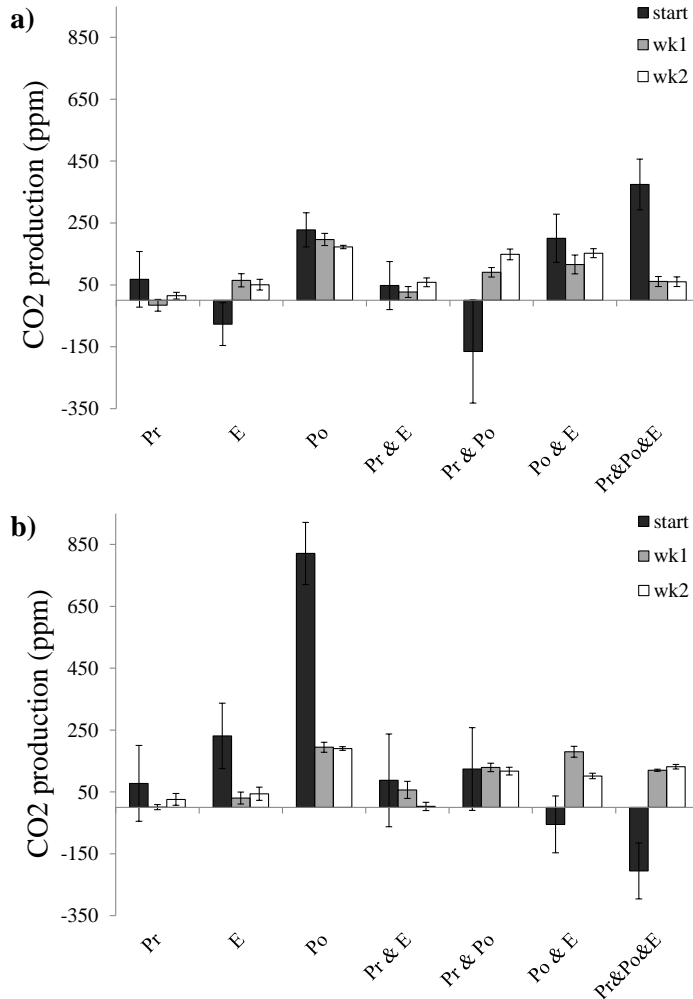 a)
start
wk1
wk2
CO2 production (ppm)
850
650
450
250
50
-150
-350
Pr
E
Po
Pr & E
Pr & Po
Po & E
Pr&Po&E
b)
start
wk1
wk2
CO2 production (ppm)
850
650
450
250
50
-150
-350
Pr
E
Po
Pr & E
Pr & Po
Po & E
Pr&Po&E